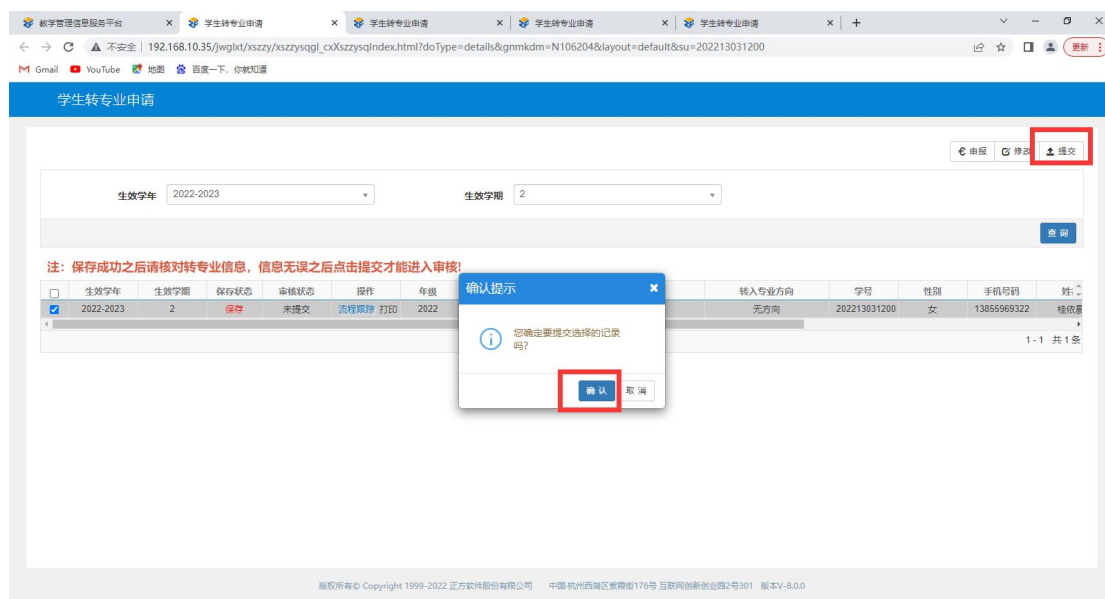 教学管理信息服务平台 学生转专业申请 学生转专业申请 学生转专业申请 学生转专业申请
不安全 | 192.168.10.35/jwglxt/xszzy/xszzysqgl_cxXszzysqIndex.html?doType=details&gnmkdm=N106204&layout=default&su=202213031200 更新
Gmail YouTube 地图 百度一下，你就知道
学生转专业申请
申报 修改 提交
生效学年 2022-2023 生效学期 2
查 询
注：保存成功之后请核对转专业信息，信息无误之后点击提交才能进入审核!
生效学年 生效学期 保存状态 审核状态 操作 年级 转入专业方向 学号 性别 手机号码 姓
2022-2023 2 保存 未提交 流程跟踪 打印 2022 无方向 202213031200 女 13855969322 桂依晨
1 - 1 共 1 条
确认提示
您确定要提交选择的记录
吗?
确 认 取 消
版权所有© Copyright 1999-2022 正方软件股份有限公司 中国·杭州西湖区紫霞街176号 互联网创新创业园2号301 版本V-8.0.0